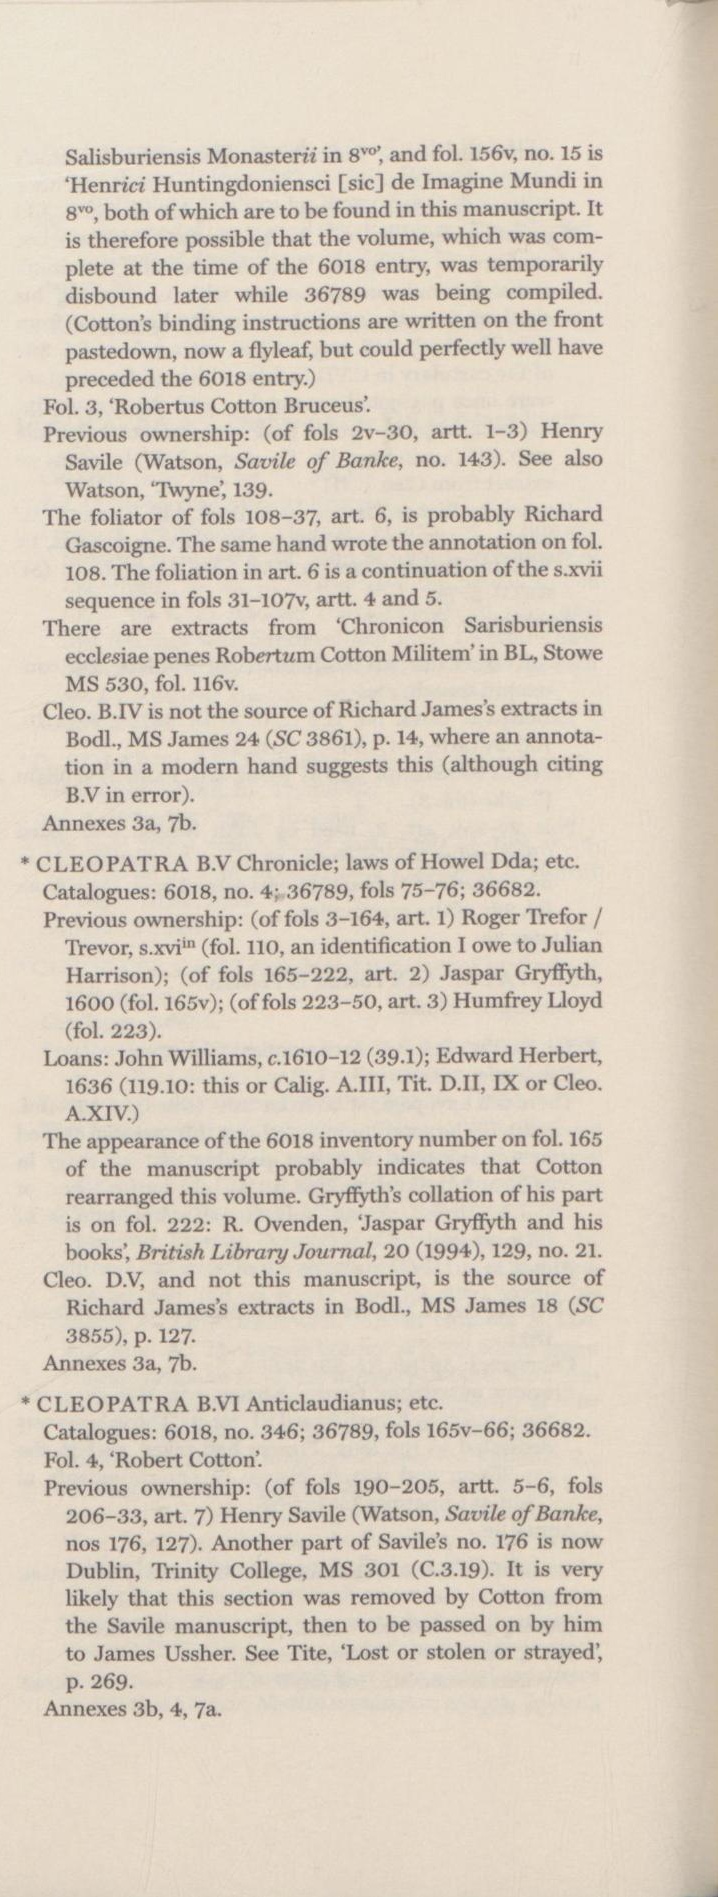 Salisburiensis Monasterii in 8vo’, and fol. 156v, no. 15 is
‘Henrici Huntingdoniensci [sic] de Imagine Mundi in
8vo, both of which are to be found in this manuscript. It
is therefore possible that the volume, which was com-
plete at the time of the 6018 entry, was temporarily
disbound later while 36789 was being compiled.
(Cotton’s binding instructions are written on the front
pastedown, now a flyleaf, but could perfectly well have
preceded the 6018 entry.)
Fol. 3, ‘Robertus Cotton Bruceus’.
Previous ownership: (of fols 2v–30, artt. 1–3) Henry
Savile (Watson, Savile of Banke, no. 143). See also
Watson, ‘Twyne’, 139.
The foliator of fols 108–37, art. 6, is probably Richard
Gascoigne. The same hand wrote the annotation on fol.
108. The foliation in art. 6 is a continuation of the s.xvii
sequence in fols 31–107v, artt. 4 and 5.
There are extracts from ‘Chronicon Sarisburiensis
ecclesiae penes Robertum Cotton Militem’ in BL, Stowe
MS 530, fol. 116v.
Cleo. B.IV is not the source of Richard James’s extracts in
Bodl., MS James 24 (SC 3861), p. 14, where an annota-
tion in a modern hand suggests this (although citing
B.V in error).
Annexes 3a, 7b.
* CLEOPATRA B.V Chronicle; laws of Howel Dda; etc.
Catalogues: 6018, no. 4; 36789, fols 75–76; 36682.
Previous ownership: (of fols 3–164, art. 1) Roger Trefor /
Trevor, s.xviin (fol. 110, an identification I owe to Julian
Harrison); (of fols 165–222, art. 2) Jaspar Gryffyth,
1600 (fol. 165v); (of fols 223–50, art. 3) Humfrey Lloyd
(fol. 223).
Loans: John Williams, c.1610–12 (39.1); Edward Herbert,
1636 (119.10: this or Calig. A.III, Tit. D.II, IX or Cleo.
A.XIV.)
The appearance of the 6018 inventory number on fol. 165
of the manuscript probably indicates that Cotton
rearranged this volume. Gryffyth’s collation of his part
is on fol. 222: R. Ovenden, ‘Jaspar Gryffyth and his
books’, British Library Journal, 20 (1994), 129, no. 21.
Cleo. D.V, and not this manuscript, is the source of
Richard James’s extracts in Bodl., MS James 18 (SC
3855), p. 127.
Annexes 3a, 7b.
* CLEOPATRA B.VI Anticlaudianus; etc.
Catalogues: 6018, no. 346; 36789, fols 165v–66; 36682.
Fol. 4, ‘Robert Cotton’.
Previous ownership: (of fols 190–205, artt. 5–6, fols
206–33, art. 7) Henry Savile (Watson, Savile of Banke,
nos 176, 127). Another part of Savile’s no. 176 is now
Dublin, Trinity College, MS 301 (C.3.19). It is very
likely that this section was removed by Cotton from
the Savile manuscript, then to be passed on by him
to James Ussher. See Tite, ‘Lost or stolen or strayed’,
p. 269.
Annexes 3b, 4, 7a.